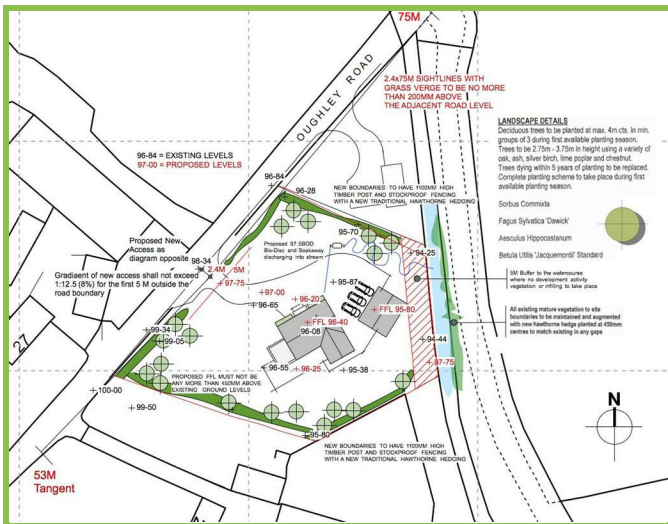 75M
OUGHLEY ROAD
2.4x75M SIGHTLINES WITH
GRASS VERGE TO BE NO MORE
THAN 200MM ABOVE
THE ADJACENT ROAD LEVEL
LANDSCAPE DETAILS
Deciduous trees to be planted at max. 4m cts. in min.
groups of 3 during first available planting season.
Trees to be 2.75m - 3.75m in height using a variety of
oak, ash, silver birch, lime poplar and chestnut.
Trees dying within 5 years of planting to be replaced.
Complete planting scheme to take place during first
available planting season.
Sorbus Commixta
Fagus Sylvatica 'Dawick'
Aesculus Hippocastanum
Betula Utilis 'Jacquemontii' Standard
96-84 = EXISTING LEVELS
97-00 = PROPOSED LEVELS
96-84
96-28
NEW BOUNDARIES TO HAVE 1100MM HIGH
TIMBER POST AND STOCKPROOF FENCING
WITH A NEW TRADITIONAL HAWTHORNE HEDGING
95-70
94-25
Proposed New
Access as
diagram opposite
98-34
2.4M
5M
97-75
Proposed 97.5BOD
Bio-Disc and Soakaway
discharging into stream
Gradiaent of new access shall not exceed
1:12.5 (8%) for the first 5 M outside the
road boundary
5M Buffer to the watercourse
where no development activity
vegetation or infilling to take place
97-00
96-65
96-20
95-87
FFL 96-40
96-08
FFL 95-80
All existing mature vegetation to site
boundaries to be maintained and augmented
with new hawthorne hedge planted at 450mm
centres to match existing in any gaps
99-34
99-05
94-44
97-75
27
96-55
96-25
95-38
PROPOSED FFL MUST NOT BE
ANY MORE THAN 450MM ABOVE
EXISTING GROUND LEVELS
100-00
99-50
95-80
NEW BOUNDARIES TO HAVE 1100MM HIGH
TIMBER POST AND STOCKPROOF FENCING
WITH A NEW TRADITIONAL HAWTHORNE HEDGING
N
53M
Tangent